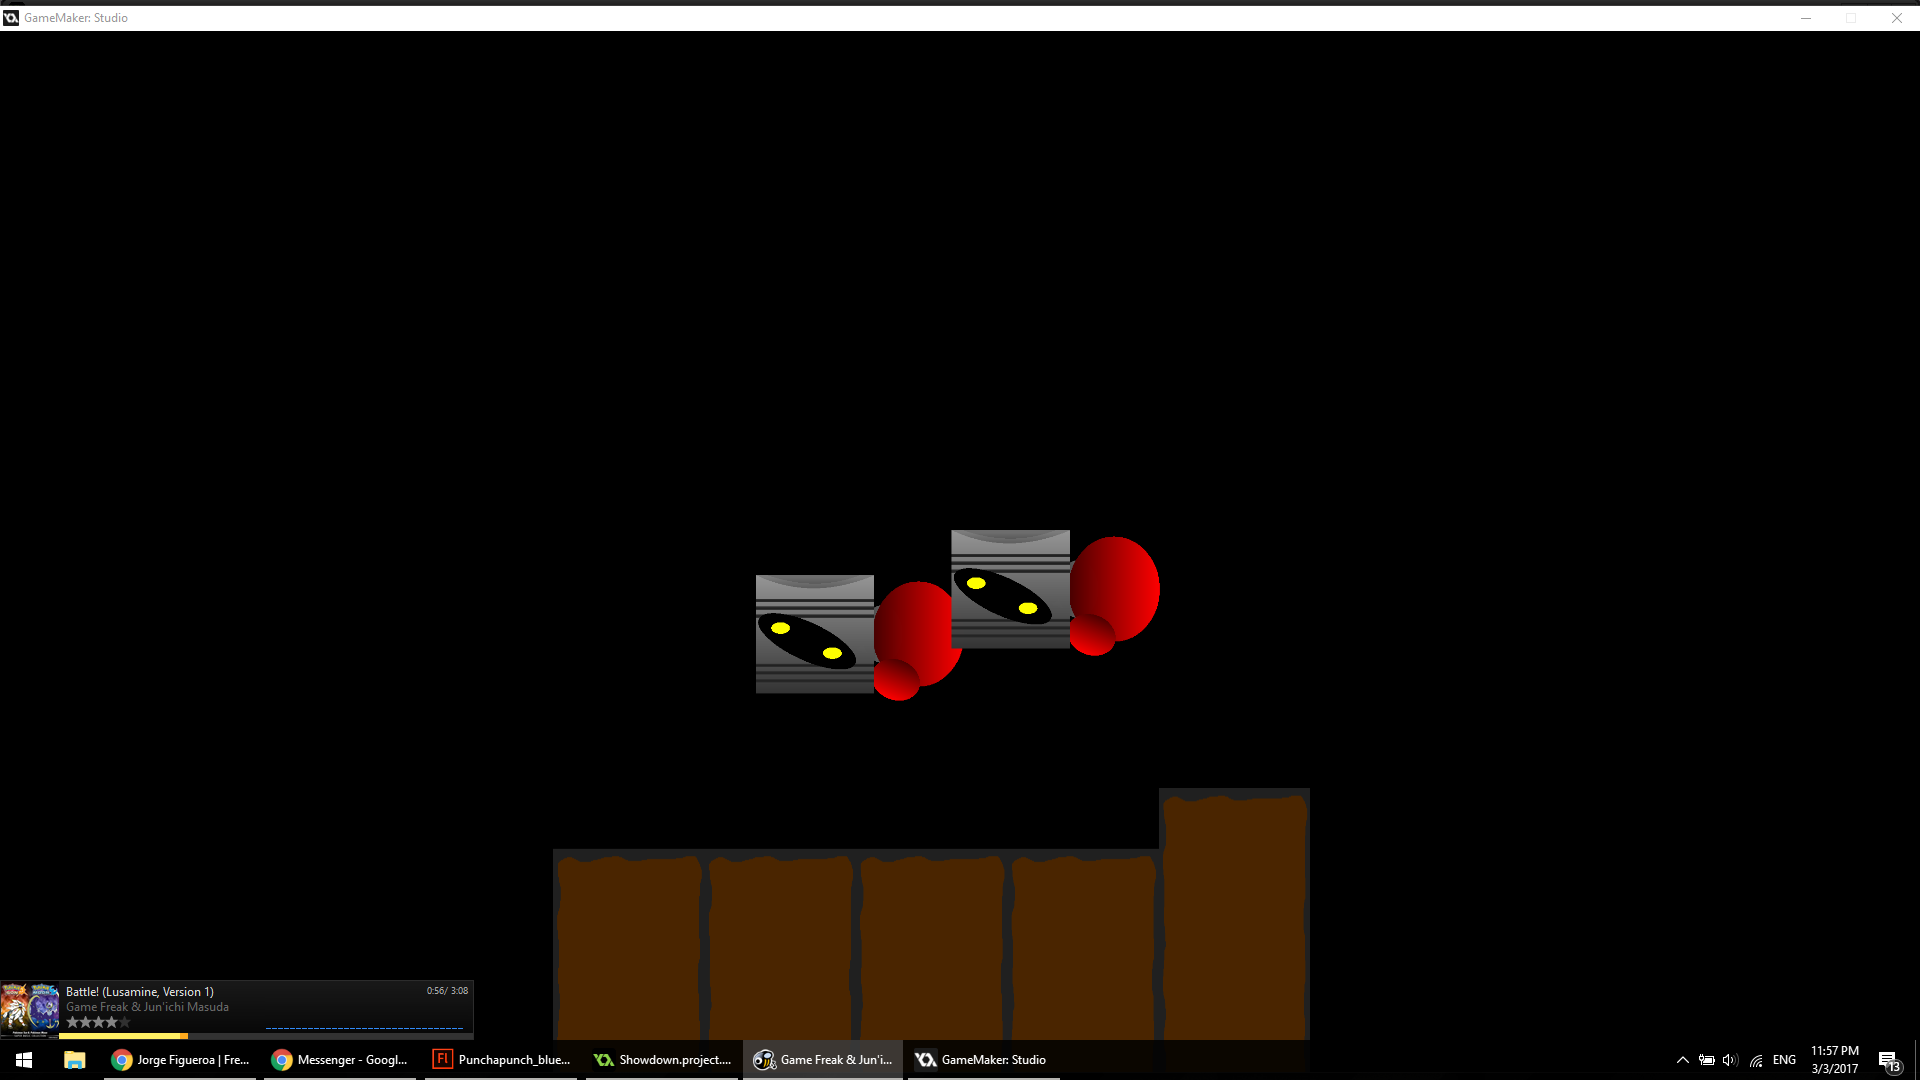 GameMaker: Studio
Battle! (Lusamine, Version 1)
0:56/ 3:08
Game Freak & Jun'ichi Masuda
Jorge Figueroa | Fre...
Messenger - Googl...
Fl
Punchapunch_blue...
Showdown.project....
Game Freak & Jun'i...
GameMaker: Studio
ENG
11:57 PM
3/3/2017
13